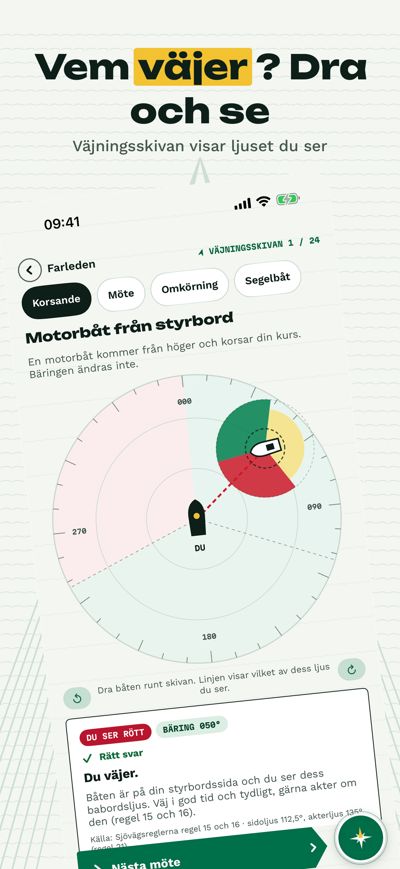 Vem väjer ? Dra
och se
Väjningsskivan visar ljuset du ser
09:41
Farleden
VÄJNINGSSKIVAN 1 / 24
Korsande
Möte
Omkörning
Segelbåt
Motorbåt från styrbord
En motorbåt kommer från höger och korsar din kurs.
Bäringen ändras inte.
000
270
090
DU
180
Dra båten runt skivan. Linjen visar vilket av dess ljus
du ser.
DU SER RÖTT
BÄRING 050°
Rätt svar
Du väjer.
Båten är på din styrbordssida och du ser dess
babordsljus. Väj i god tid och tydligt, gärna akter om
den (regel 15 och 16).
Källa: Sjövägsreglerna regel 15 och 16 · sidoljus 112,5°, akterljus 135°
(regel 21)
Nästa möte